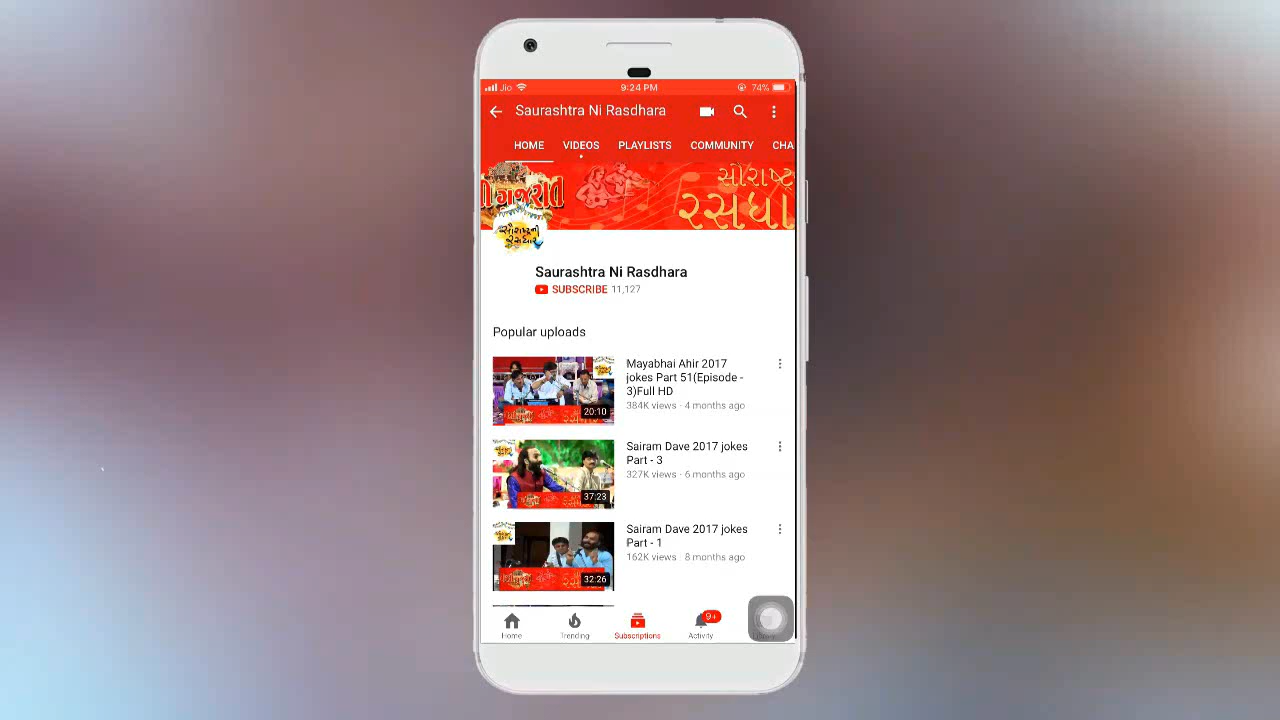 Jio 9:24 PM 74%
Saurashtra Ni Rasdhara
HOME VIDEOS PLAYLISTS COMMUNITY CHA
ગુજરાતી સૌરાષ્ટ્ર
રસધા
સૌરાષ્ટ્રની
રસધાર
Saurashtra Ni Rasdhara
SUBSCRIBE 11,127
Popular uploads
Mayabhai Ahir 2017
jokes Part 51(Episode -
3)Full HD
384K views · 4 months ago
20:10
Sairam Dave 2017 jokes
Part - 3
327K views · 6 months ago
37:23
Sairam Dave 2017 jokes
Part - 1
162K views · 8 months ago
32:26
9+
Home Trending Subscriptions Activity